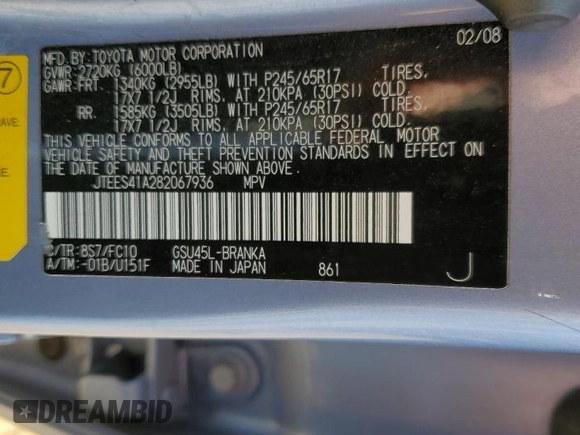 MFD. BY: TOYOTA MOTOR CORPORATION 02/08
GVWR: 2720KG (6000LB)
GAWR-FRT. 1340KG (2955LB) WITH P245/65R17 TIRES,
17X7 1/2J RIMS, AT 210KPA (30PSI) COLD.
RR. 1585KG (3505LB) WITH P245/65R17 TIRES,
17X7 1/2J RIMS, AT 210KPA (30PSI) COLD.
THIS VEHICLE CONFORMS TO ALL APPLICABLE FEDERAL MOTOR
VEHICLE SAFETY AND THEFT PREVENTION STANDARDS IN EFFECT ON
THE DATE OF MANUFACTURE SHOWN ABOVE.
JTEES41A282067936 MPV
C/TR: 8S7/FC10 GSU45L-BRANKA
A/TM: -01B/U151F MADE IN JAPAN 861 J
7
AVE:
DREAMBID